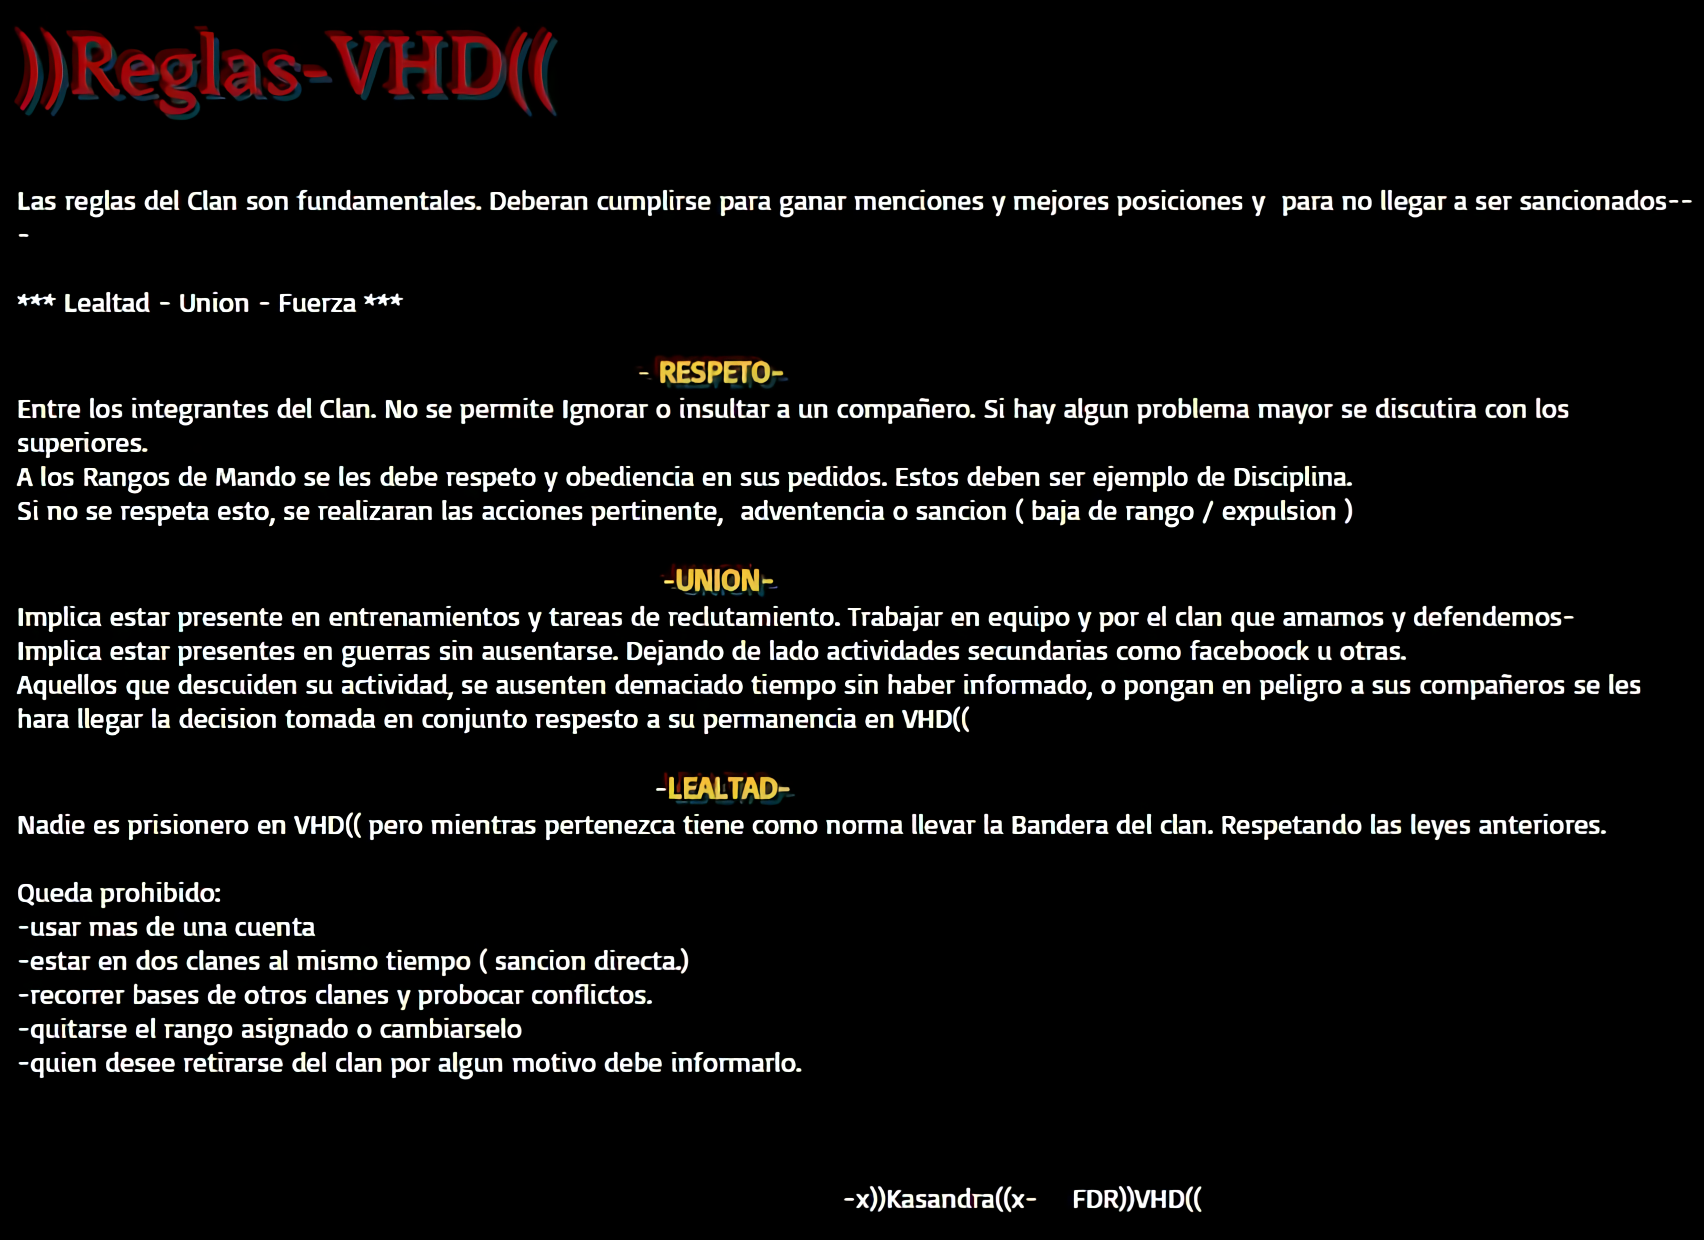 ))Reglas-VHD((
Las reglas del Clan son fundamentales. Deberan cumplirse para ganar menciones y mejores posiciones y  para no llegar a ser sancionados--
-
*** Lealtad - Union - Fuerza ***
- RESPETO-
Entre los integrantes del Clan. No se permite Ignorar o insultar a un compañero. Si hay algun problema mayor se discutira con los
superiores.
A los Rangos de Mando se les debe respeto y obediencia en sus pedidos. Estos deben ser ejemplo de Disciplina.
Si no se respeta esto, se realizaran las acciones pertinente,  adventencia o sancion ( baja de rango / expulsion )
-UNION-
Implica estar presente en entrenamientos y tareas de reclutamiento. Trabajar en equipo y por el clan que amamos y defendemos-
Implica estar presentes en guerras sin ausentarse. Dejando de lado actividades secundarias como faceboock u otras.
Aquellos que descuiden su actividad, se ausenten demaciado tiempo sin haber informado, o pongan en peligro a sus compañeros se les
hara llegar la decision tomada en conjunto respesto a su permanencia en VHD((
-LEALTAD-
Nadie es prisionero en VHD(( pero mientras pertenezca tiene como norma llevar la Bandera del clan. Respetando las leyes anteriores.
Queda prohibido:
-usar mas de una cuenta
-estar en dos clanes al mismo tiempo ( sancion directa.)
-recorrer bases de otros clanes y probocar conflictos.
-quitarse el rango asignado o cambiarselo
-quien desee retirarse del clan por algun motivo debe informarlo.
-x))Kasandra((x-     FDR))VHD((